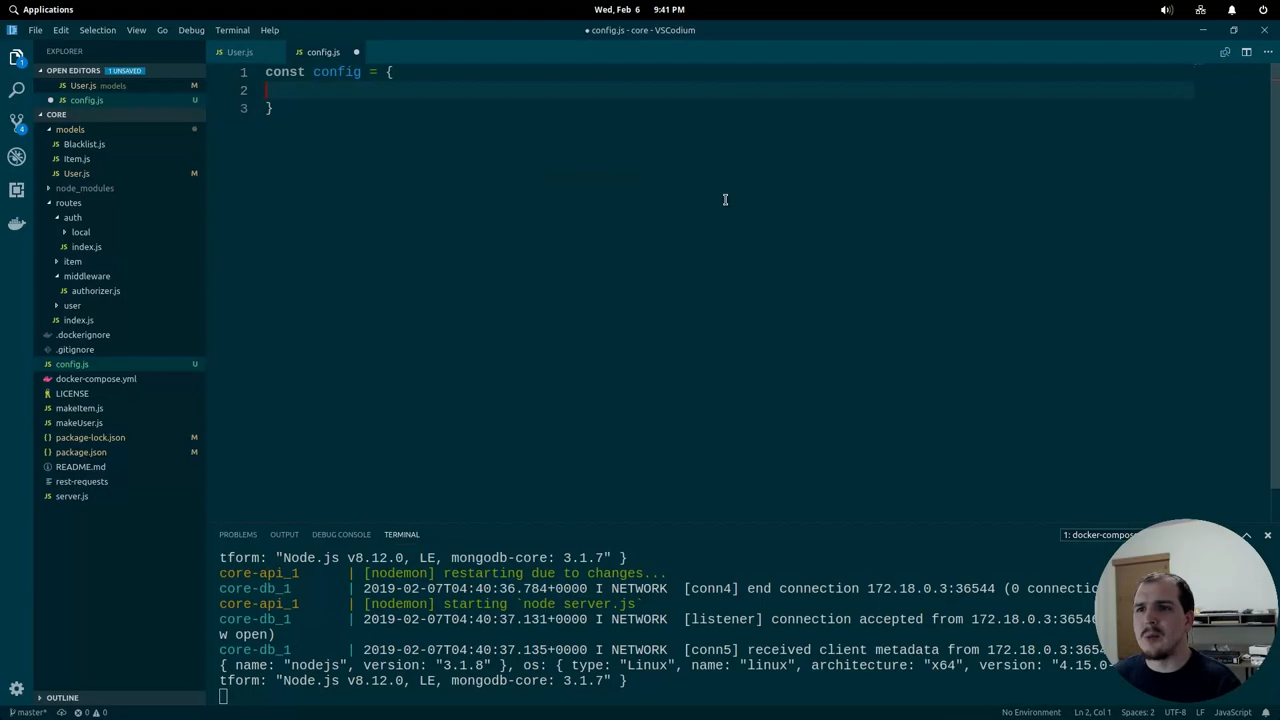 Applications
Wed, Feb 6 9:41 PM
File Edit Selection View Go Debug Terminal Help
● config.js - core - VSCodium
EXPLORER
User.js
config.js
OPEN EDITORS 1 UNSAVED
User.js models M
config.js U
CORE
models
Blacklist.js
Item.js
User.js M
node_modules
routes
auth
local
index.js
item
middleware
authorizer.js
user
index.js
.dockerignore
.gitignore
config.js U
docker-compose.yml
LICENSE
makeItem.js
makeUser.js
package-lock.json M
package.json M
README.md
rest-requests
server.js
OUTLINE
1 const config = {
2
3 }
PROBLEMS OUTPUT DEBUG CONSOLE TERMINAL
1: docker-compose
tform: "Node.js v8.12.0, LE, mongodb-core: 3.1.7" }
core-api_1 | [nodemon] restarting due to changes...
core-db_1 | 2019-02-07T04:40:36.784+0000 I NETWORK [conn4] end connection 172.18.0.3:36544 (0 connectio
core-api_1 | [nodemon] starting `node server.js`
core-db_1 | 2019-02-07T04:40:37.131+0000 I NETWORK [listener] connection accepted from 172.18.0.3:36546
w open)
core-db_1 | 2019-02-07T04:40:37.135+0000 I NETWORK [conn5] received client metadata from 172.18.0.3:36
{ name: "nodejs", version: "3.1.8" }, os: { type: "Linux", name: "linux", architecture: "x64", version: "4.15.0-
tform: "Node.js v8.12.0, LE, mongodb-core: 3.1.7" }
master* 0 0
No Environment Ln 2, Col 1 Spaces: 2 UTF-8 LF JavaScript
1
4